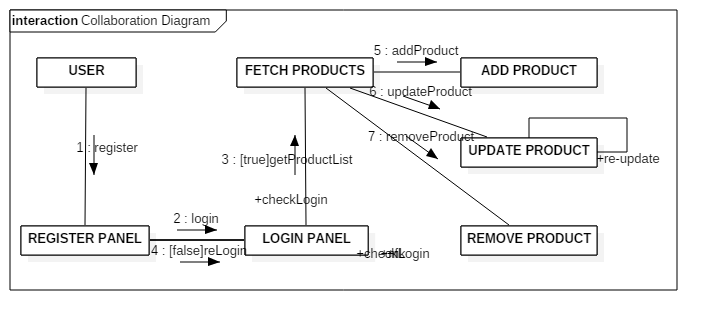 interaction Collaboration Diagram
5 : addProduct
USER
FETCH PRODUCTS
ADD PRODUCT
6 : updateProduct
7 : removeProduct
1 : register
UPDATE PRODUCT
3 : [true]getProductList
+re-update
+checkLogin
2 : login
REGISTER PANEL
LOGIN PANEL
REMOVE PRODUCT
4 : [false]reLogin